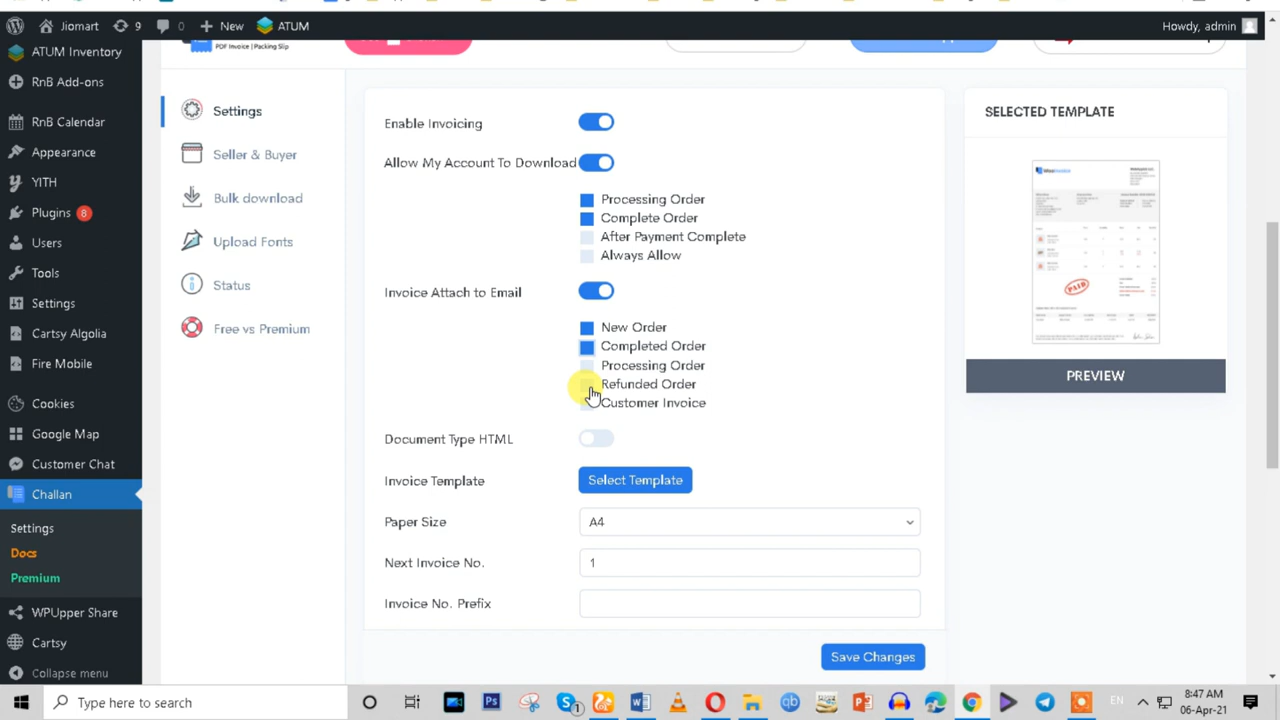 Jiomart 9 0 New ATUM Howdy, admin
ATUM Inventory
RnB Add-ons
RnB Calendar
Appearance
YITH
Plugins 8
Users
Tools
Settings
Cartsy Algolia
Fire Mobile
Cookies
Google Map
Customer Chat
Challan
Settings
Docs
Premium
WPUpper Share
Cartsy
Collapse menu
PDF Invoice | Packing Slip
Settings
Seller & Buyer
Bulk download
Upload Fonts
Status
Free vs Premium
Enable Invoicing
Allow My Account To Download
Processing Order
Complete Order
After Payment Complete
Always Allow
Invoice Attach to Email
New Order
Completed Order
Processing Order
Refunded Order
Customer Invoice
Document Type HTML
Invoice Template Select Template
Paper Size A4
Next Invoice No. 1
Invoice No. Prefix
Save Changes
SELECTED TEMPLATE
PAID
PREVIEW
Type here to search
EN
8:47 AM
06-Apr-21